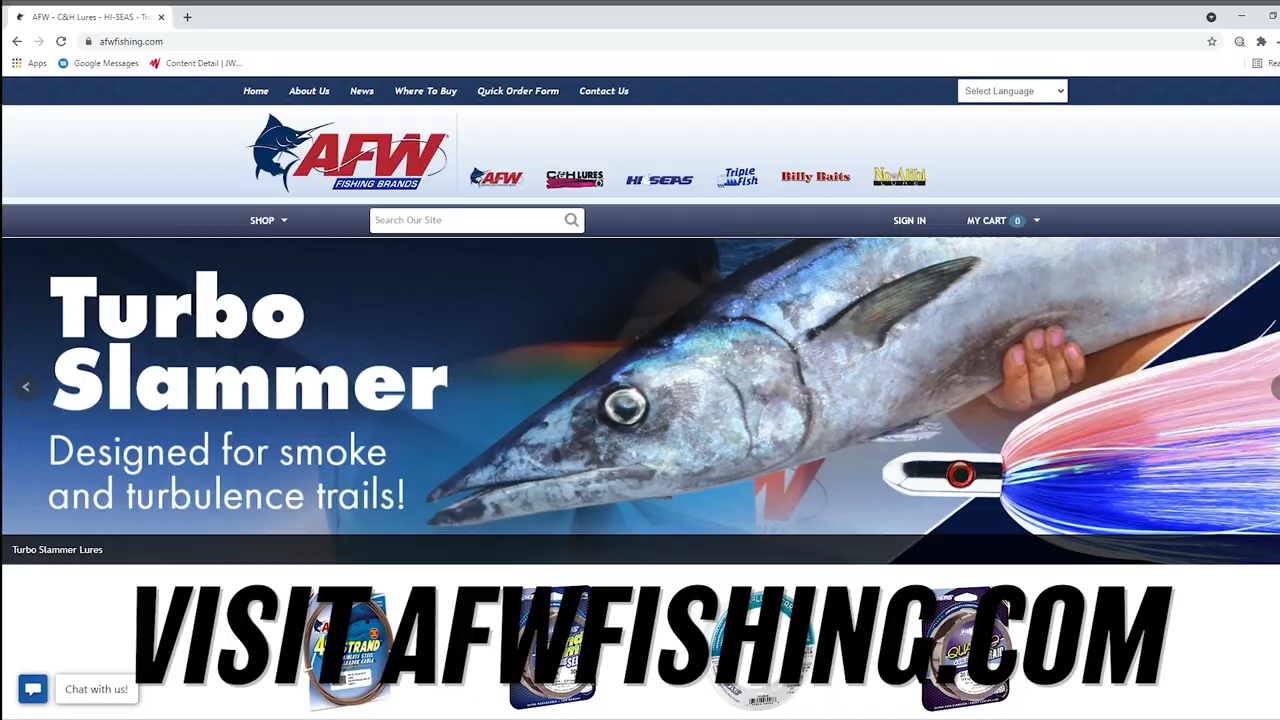 AFW - C&H Lures - HI-SEAS - Tru
afwfishing.com
Apps Google Messages Content Detail | JW... Rea
Home About Us News Where To Buy Quick Order Form Contact Us Select Language
AFW
FISHING BRANDS
AFW C&H LURES HI SEAS Triple Fish Billy Baits No Alibi
LURES
SHOP Search Our Site SIGN IN MY CART 0
Turbo
Slammer
Designed for smoke
and turbulence trails!
Turbo Slammer Lures
VISIT AFWFISHING.COM
Chat with us!